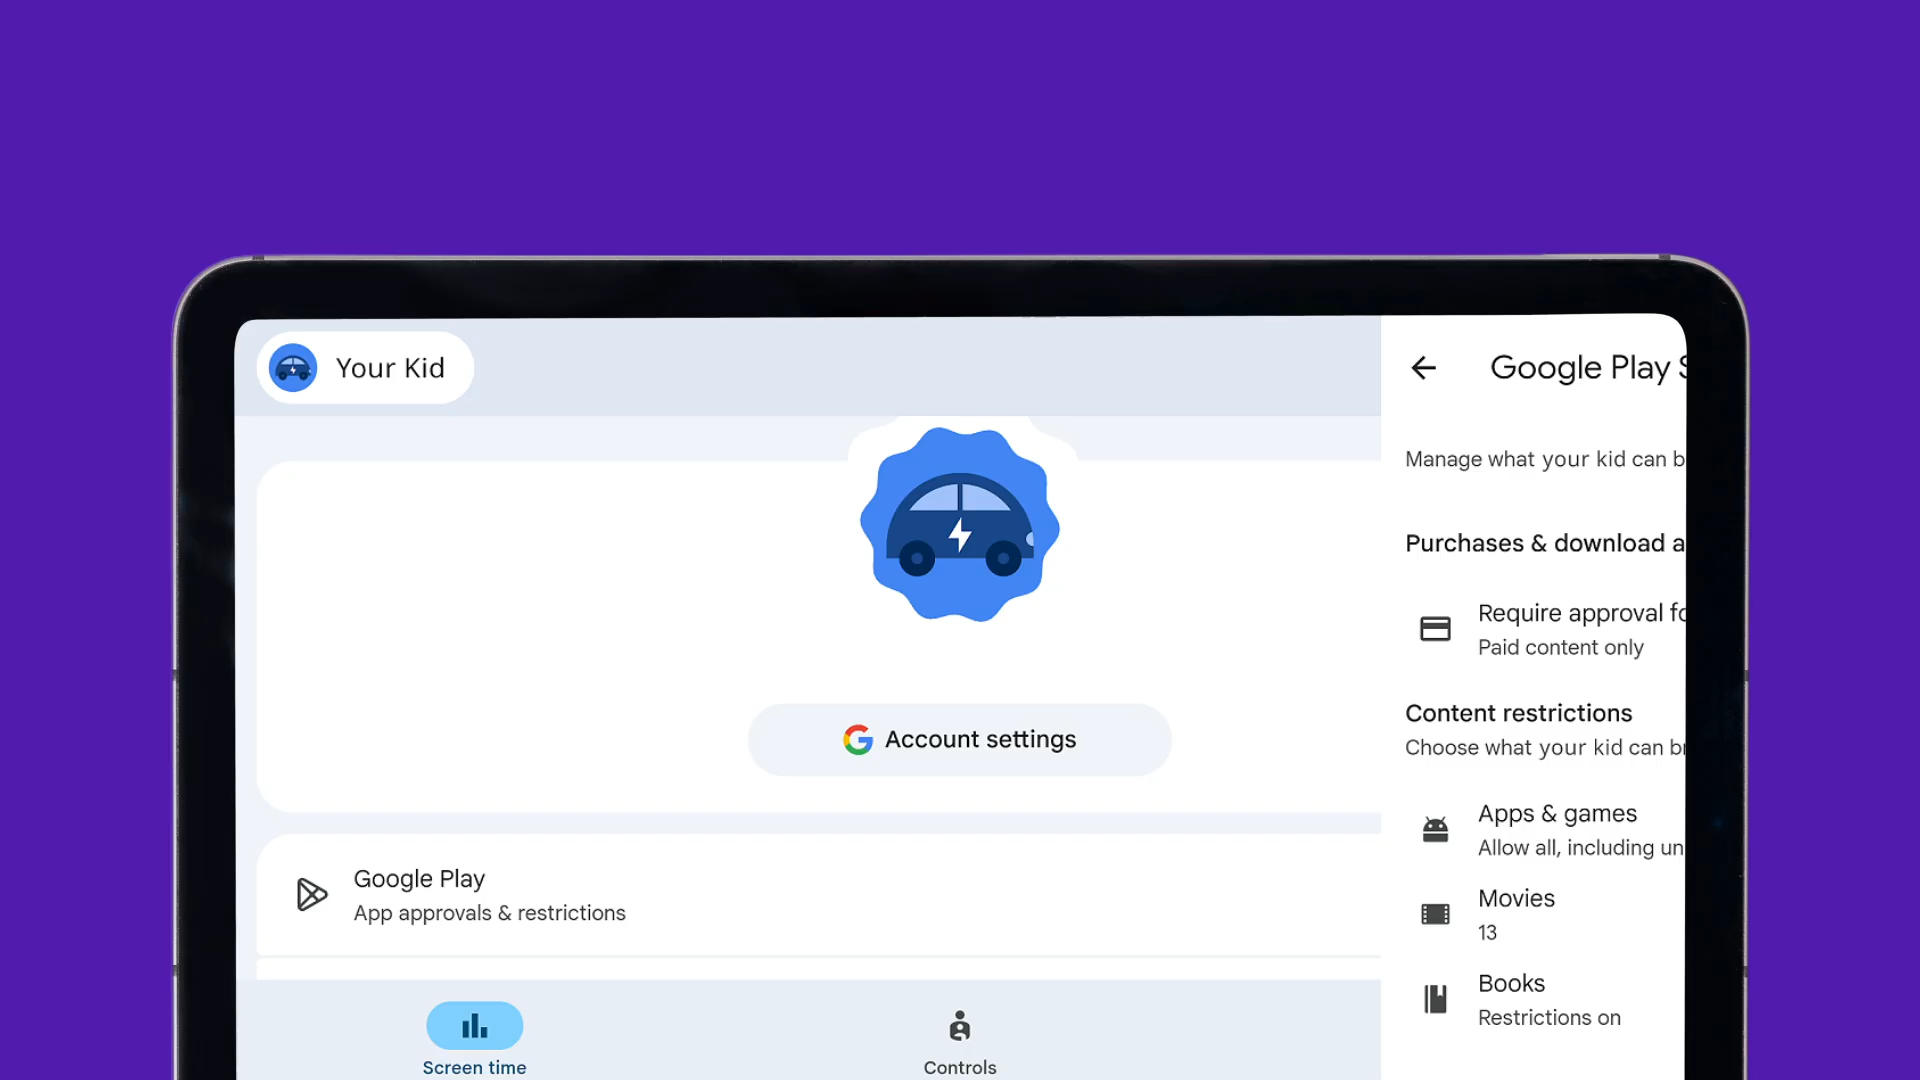 Your Kid
Account settings
Google Play
App approvals & restrictions
Screen time
Controls
Google Play
Manage what your kid can
Purchases & download
Require approval
Paid content only
Content restrictions
Choose what your kid can
Apps & games
Allow all, including
Movies
13
Books
Restrictions on